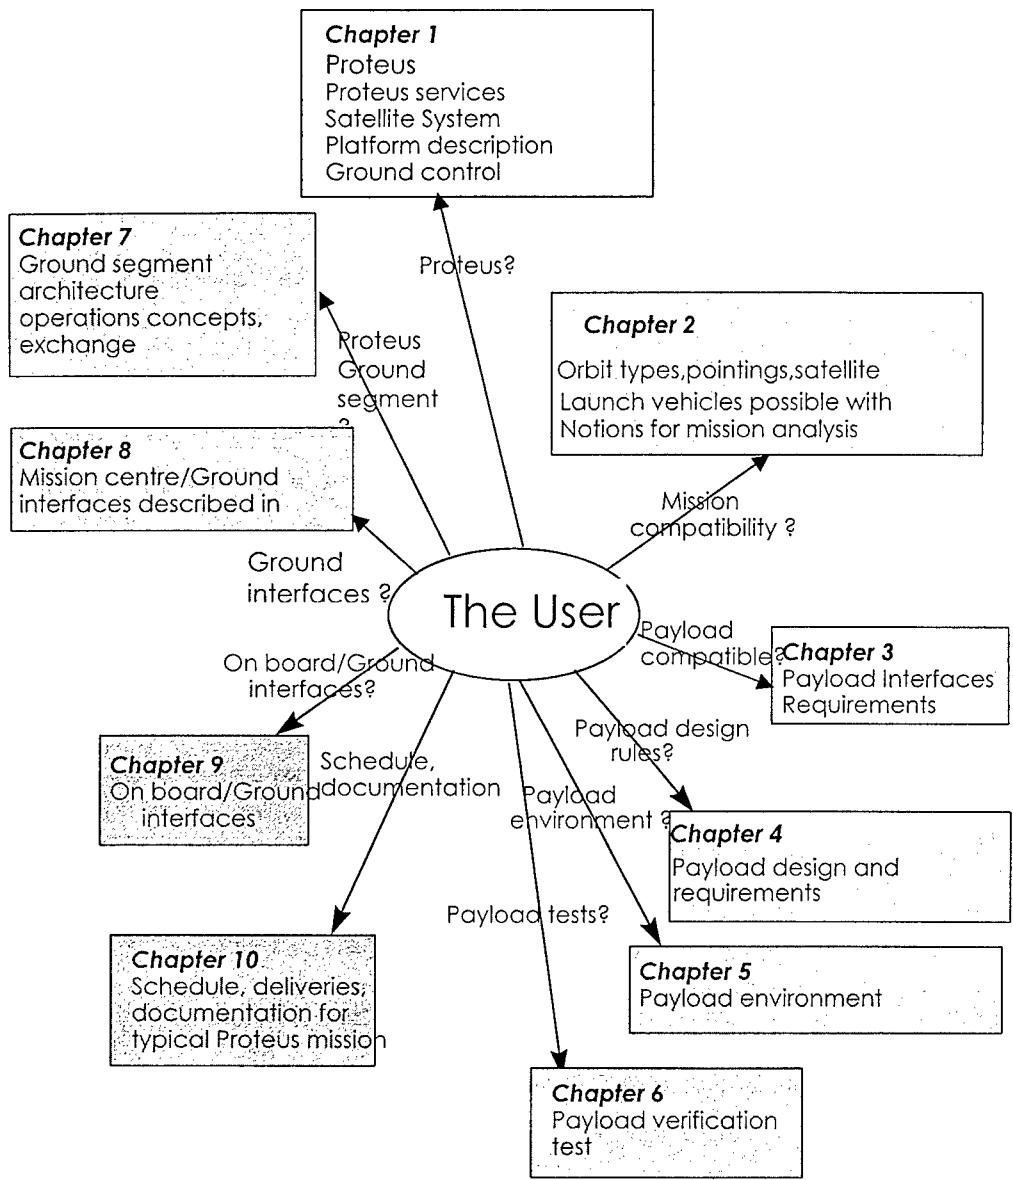 Chapter 1
Proteus
Proteus services
Satellite System
Platform description
Ground control
Chapter 7
Ground segment
architecture
operations concepts,
exchange
Proteus?
Proteus
Ground
segment
?
Chapter 2
Orbit types,pointings,satellite
Launch vehicles possible with
Notions for mission analysis
Chapter 8
Mission centre/Ground
interfaces described in
Mission
compatibility ?
Ground
interfaces ?
The User
Payload
compatible?
Chapter 3
Payload Interfaces
Requirements
On board/Ground
interfaces?
Payload design
rules?
Chapter 9
On board/Ground
interfaces
Schedule,
documentation
Payload
environment ?
Chapter 4
Payload design and
requirements
Payload tests?
Chapter 10
Schedule, deliveries,
documentation for
typical Proteus mission
Chapter 5
Payload environment
Chapter 6
Payload verification
test